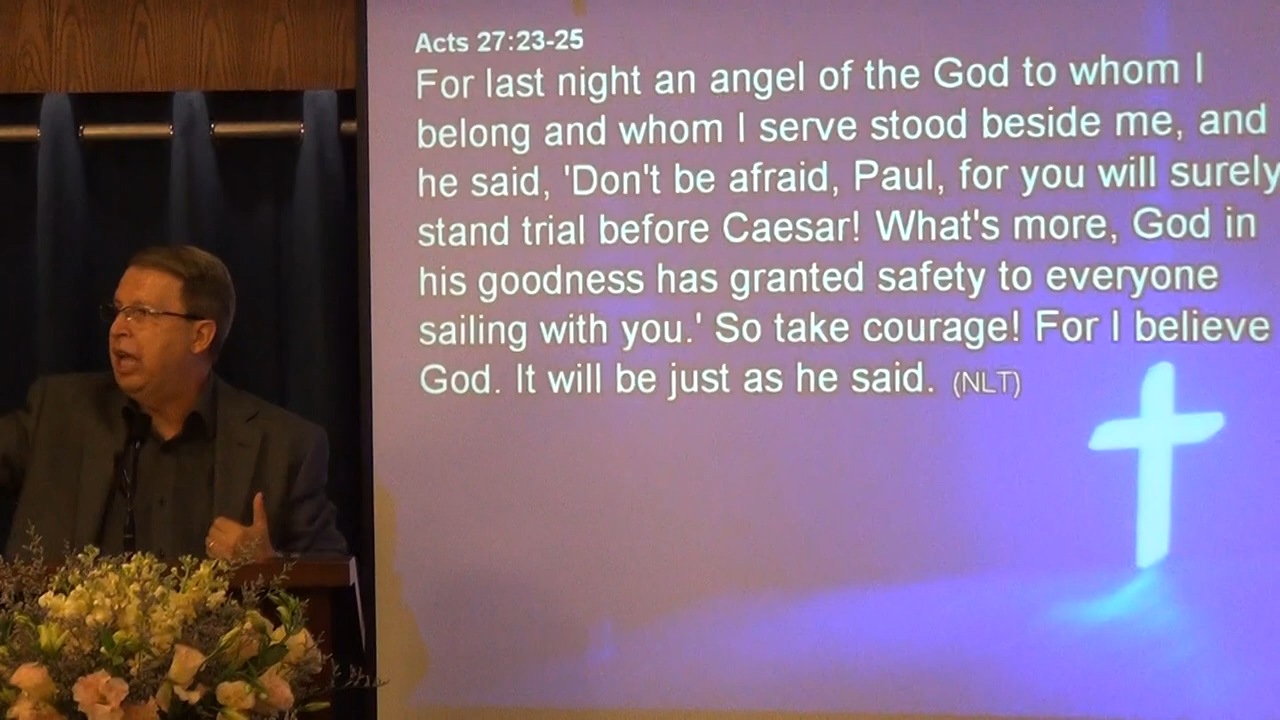 Acts 27:23-25
For last night an angel of the God to whom I
belong and whom I serve stood beside me, and
he said, 'Don't be afraid, Paul, for you will surely
stand trial before Caesar! What's more, God in
his goodness has granted safety to everyone
sailing with you.' So take courage! For I believe
God. It will be just as he said. (NLT)